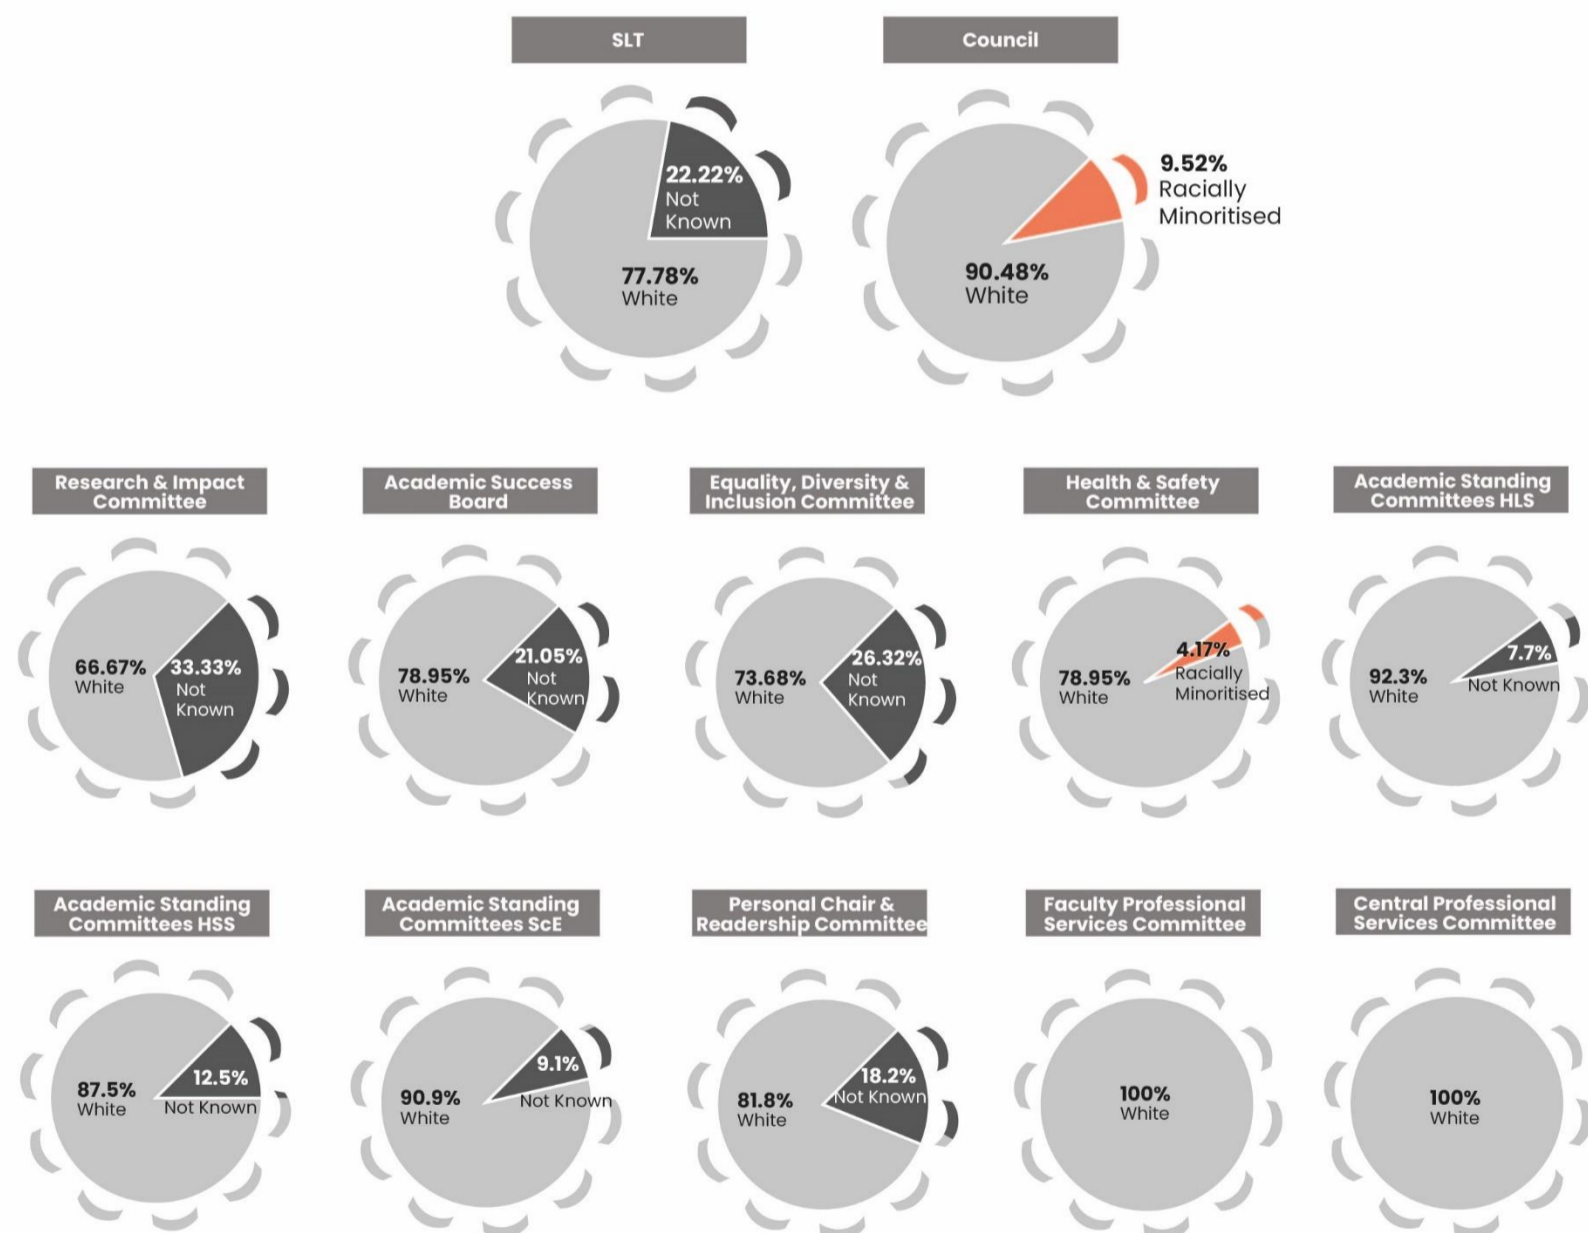 SLT
22.22%
Not
Known
77.78%
White
Council
9.52%
Racially
Minoritised
90.48%
White
Research & Impact
Committee
66.67%
White
33.33%
Not
Known
Academic Success
Board
78.95%
White
21.05%
Not
Known
Equality, Diversity &
Inclusion Committee
73.68%
White
26.32%
Not
Known
Health & Safety
Committee
78.95%
White
4.17%
Racially
Minoritised
Academic Standing
Committees HLS
92.3%
White
7.7%
Not Known
Academic Standing
Committees HSS
87.5%
White
12.5%
Not Known
Academic Standing
Committees ScE
90.9%
White
9.1%
Not Known
Personal Chair &
Readership Committee
81.8%
White
18.2%
Not Known
Faculty Professional
Services Committee
100%
White
Central Professional
Services Committee
100%
White